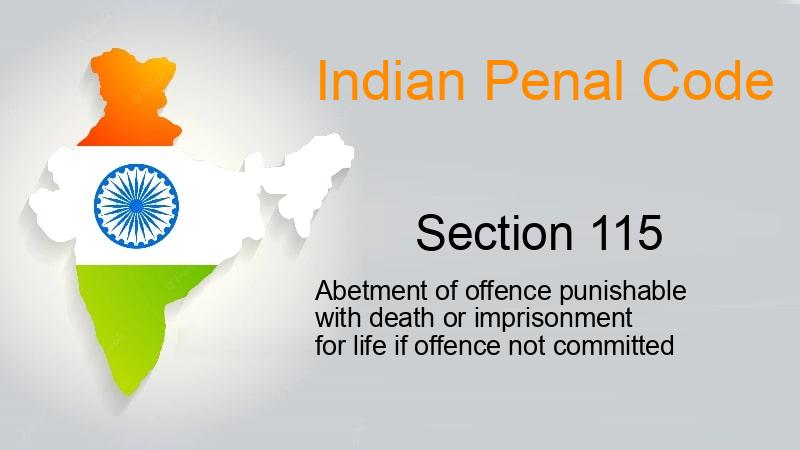 Indian Penal Code
Section 115
Abetment of offence punishable
with death or imprisonment
for life if offence not committed